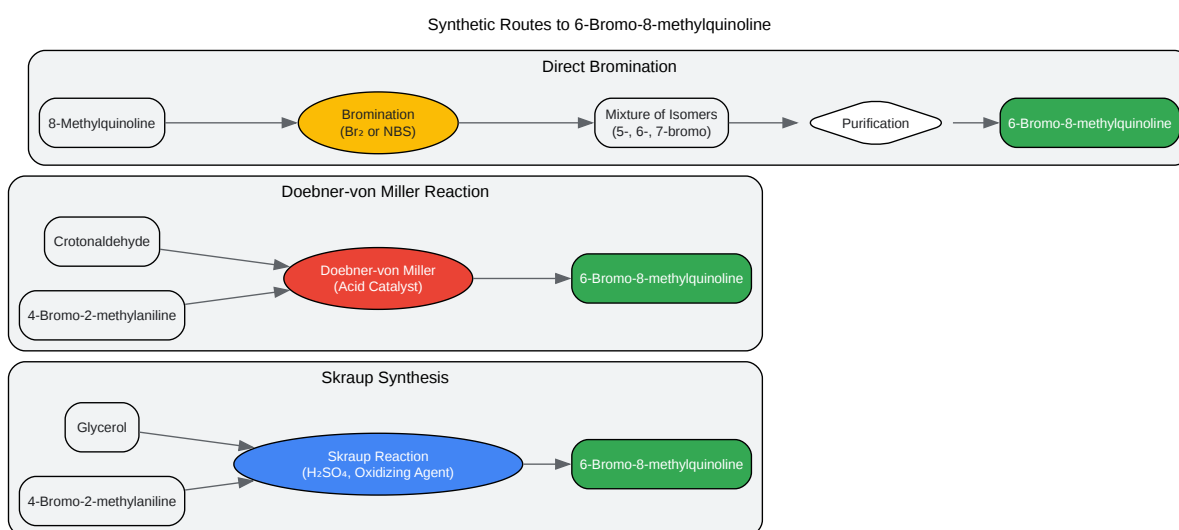 Synthetic Routes to 6-Bromo-8-methylquinoline
Direct Bromination
8-Methylquinoline
Bromination
(Br₂ or NBS)
Mixture of Isomers
(5-, 6-, 7-bromo)
Purification
6-Bromo-8-methylquinoline
Doebner-von Miller Reaction
Crotonaldehyde
4-Bromo-2-methylaniline
Doebner-von Miller
(Acid Catalyst)
6-Bromo-8-methylquinoline
Skraup Synthesis
Glycerol
4-Bromo-2-methylaniline
Skraup Reaction
(H₂SO₄, Oxidizing Agent)
6-Bromo-8-methylquinoline